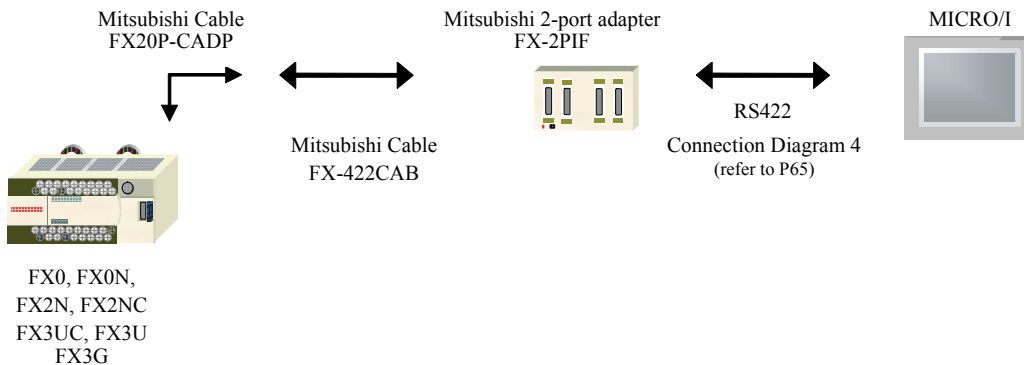 Mitsubishi Cable
FX20P-CADP
Mitsubishi 2-port adapter
FX-2PIF
MICRO/I
Mitsubishi Cable
FX-422CAB
RS422
Connection Diagram 4
(refer to P65)
FX0, FX0N,
FX2N, FX2NC
FX3UC, FX3U
FX3G